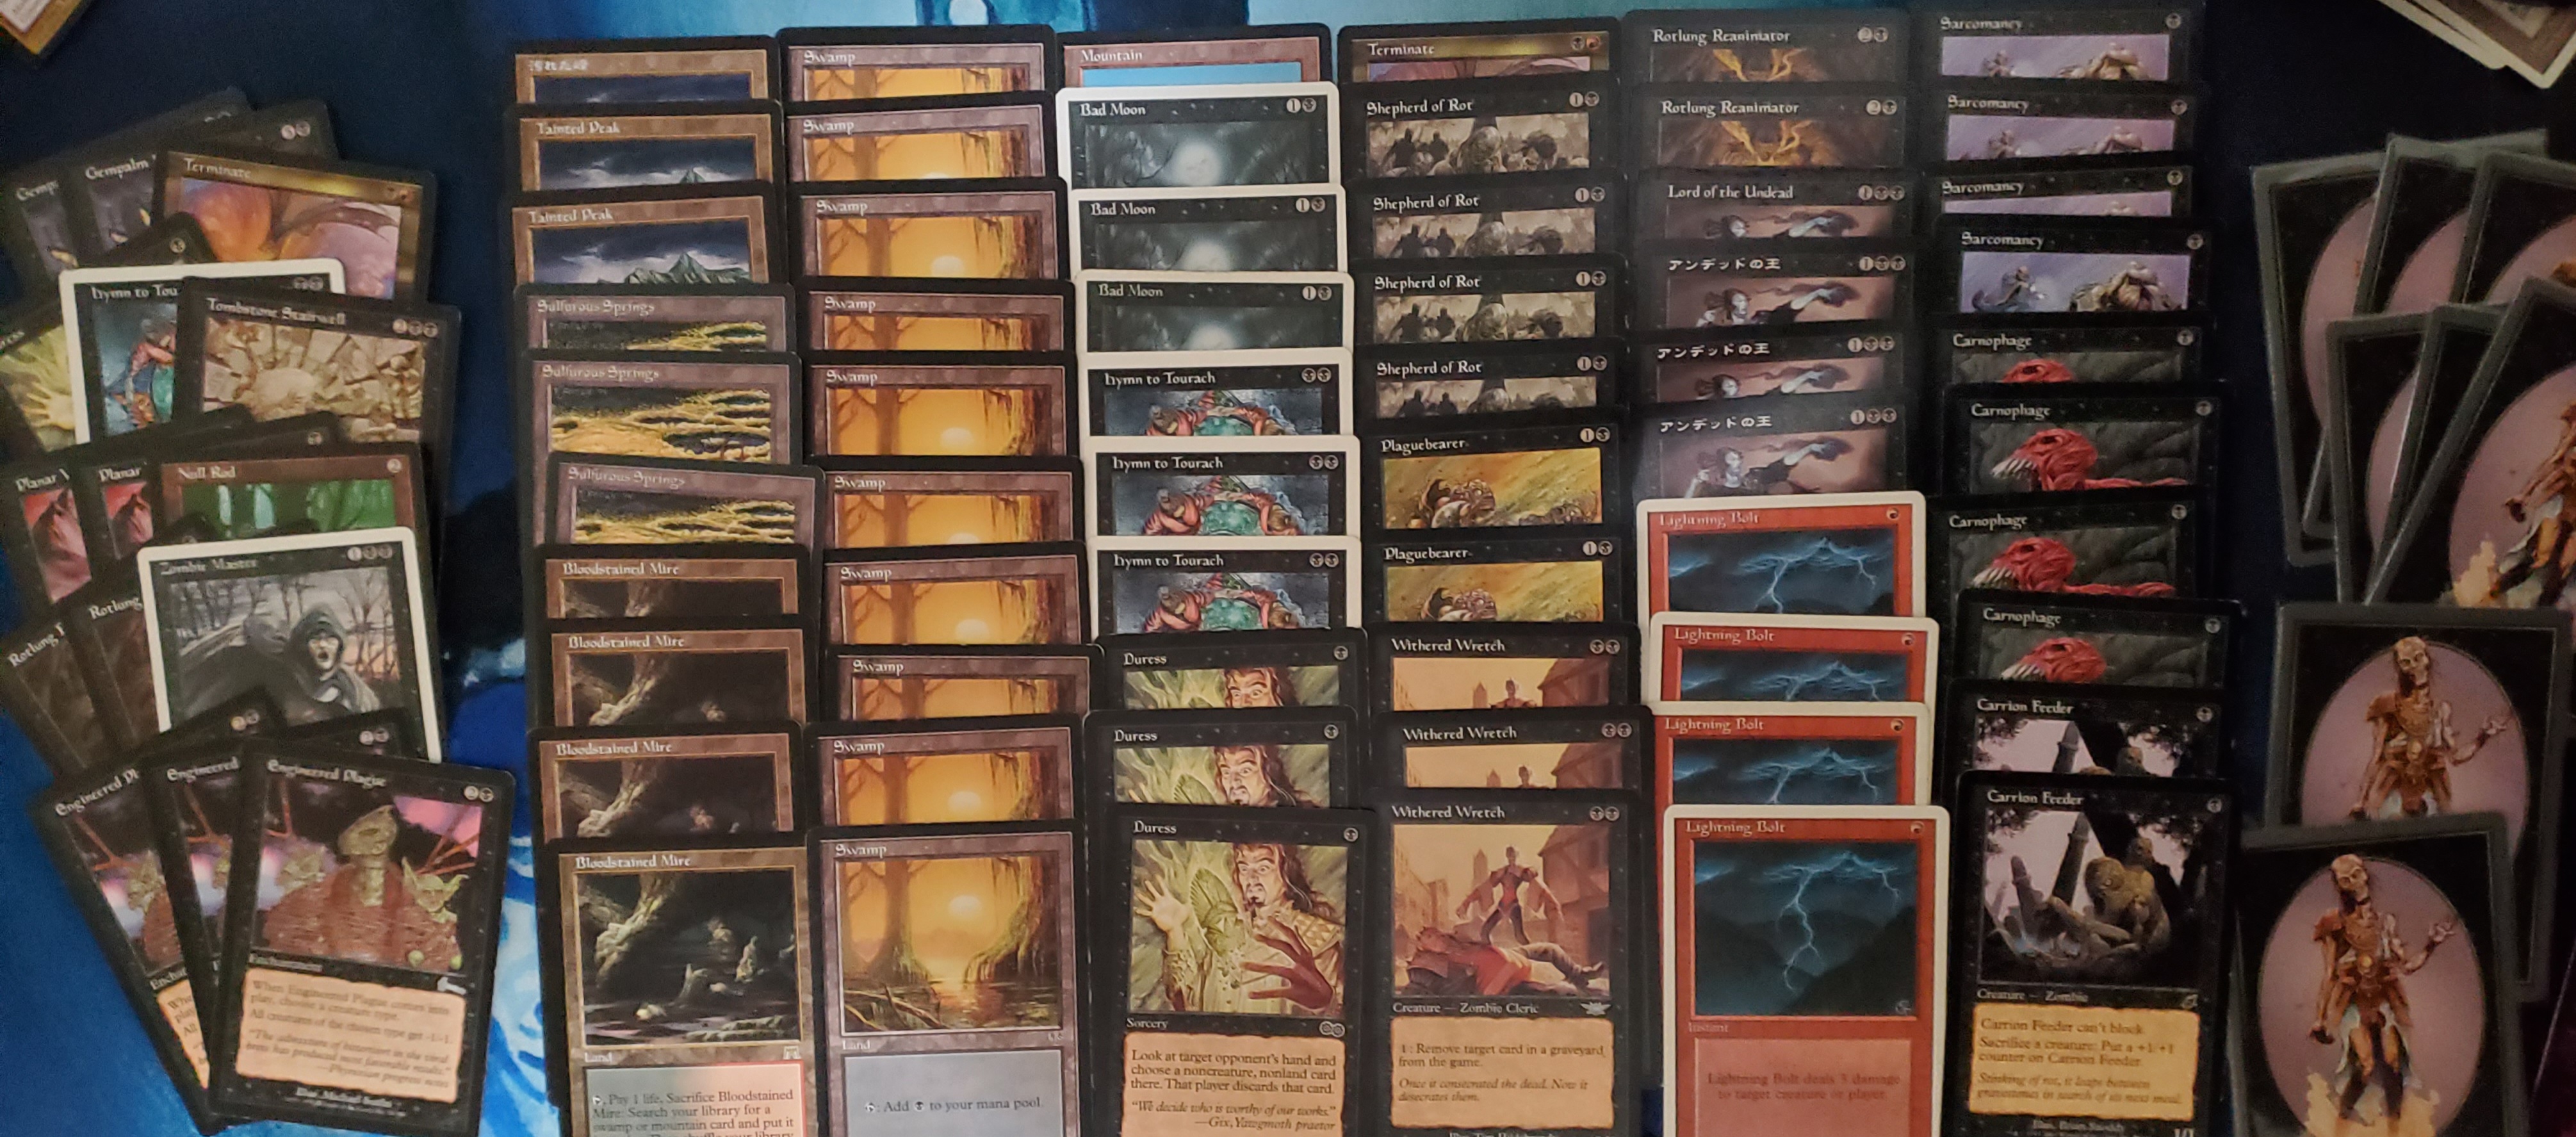 Gempalm
Terminate
Hymn to Tou
Tombstone Stairwell
Planar
Planar
Null Rod
Zombie Master
Rotlung
Rotlung
Engineered Pl
Engineered
Engineered Plague
Enchantment
When Engineered Plague comes into
play, choose a creature type.
All creatures of the chosen type get -1/-1.
—Phyrexian progress notes
汚れた峰
Tainted Peak
Tainted Peak
Sulfurous Springs
Sulfurous Springs
Sulfurous Springs
Bloodstained Mire
Bloodstained Mire
Bloodstained Mire
Bloodstained Mire
Land
, Pay 1 life, Sacrifice Bloodstained
Mire: Search your library for a
swamp or mountain card and put it
Swamp
Swamp
Swamp
Swamp
Swamp
Swamp
Swamp
Swamp
Swamp
Swamp
Land
: Add to your mana pool.
Mountain
Bad Moon
Bad Moon
Bad Moon
Hymn to Tourach
Hymn to Tourach
Hymn to Tourach
Duress
Duress
Duress
Sorcery
Look at target opponent's hand and
choose a noncreature, nonland card
there. That player discards that card.
"We decide who is worthy of our works."
—Gix, Yawgmoth praetor
Terminate
Shepherd of Rot
Shepherd of Rot
Shepherd of Rot
Shepherd of Rot
Plaguebearer
Plaguebearer
Withered Wretch
Withered Wretch
Withered Wretch
Creature — Zombie Cleric
1: Remove target card in a graveyard
from the game.
Once it consecrated the dead. Now it
desecrates them.
Rotlung Reanimator
Rotlung Reanimator
Lord of the Undead
アンデッドの王
アンデッドの王
アンデッドの王
Lightning Bolt
Lightning Bolt
Lightning Bolt
Lightning Bolt
Instant
Lightning Bolt deals 3 damage
to target creature or player.
Sarcomancy
Sarcomancy
Sarcomancy
Sarcomancy
Carnophage
Carnophage
Carnophage
Carnophage
Carrion Feeder
Carrion Feeder
Creature — Zombie
Carrion Feeder can't block.
Sacrifice a creature: Put a +1/+1
counter on Carrion Feeder.
Stinking of rot, it leaps between
gravestones in search of its next meal.